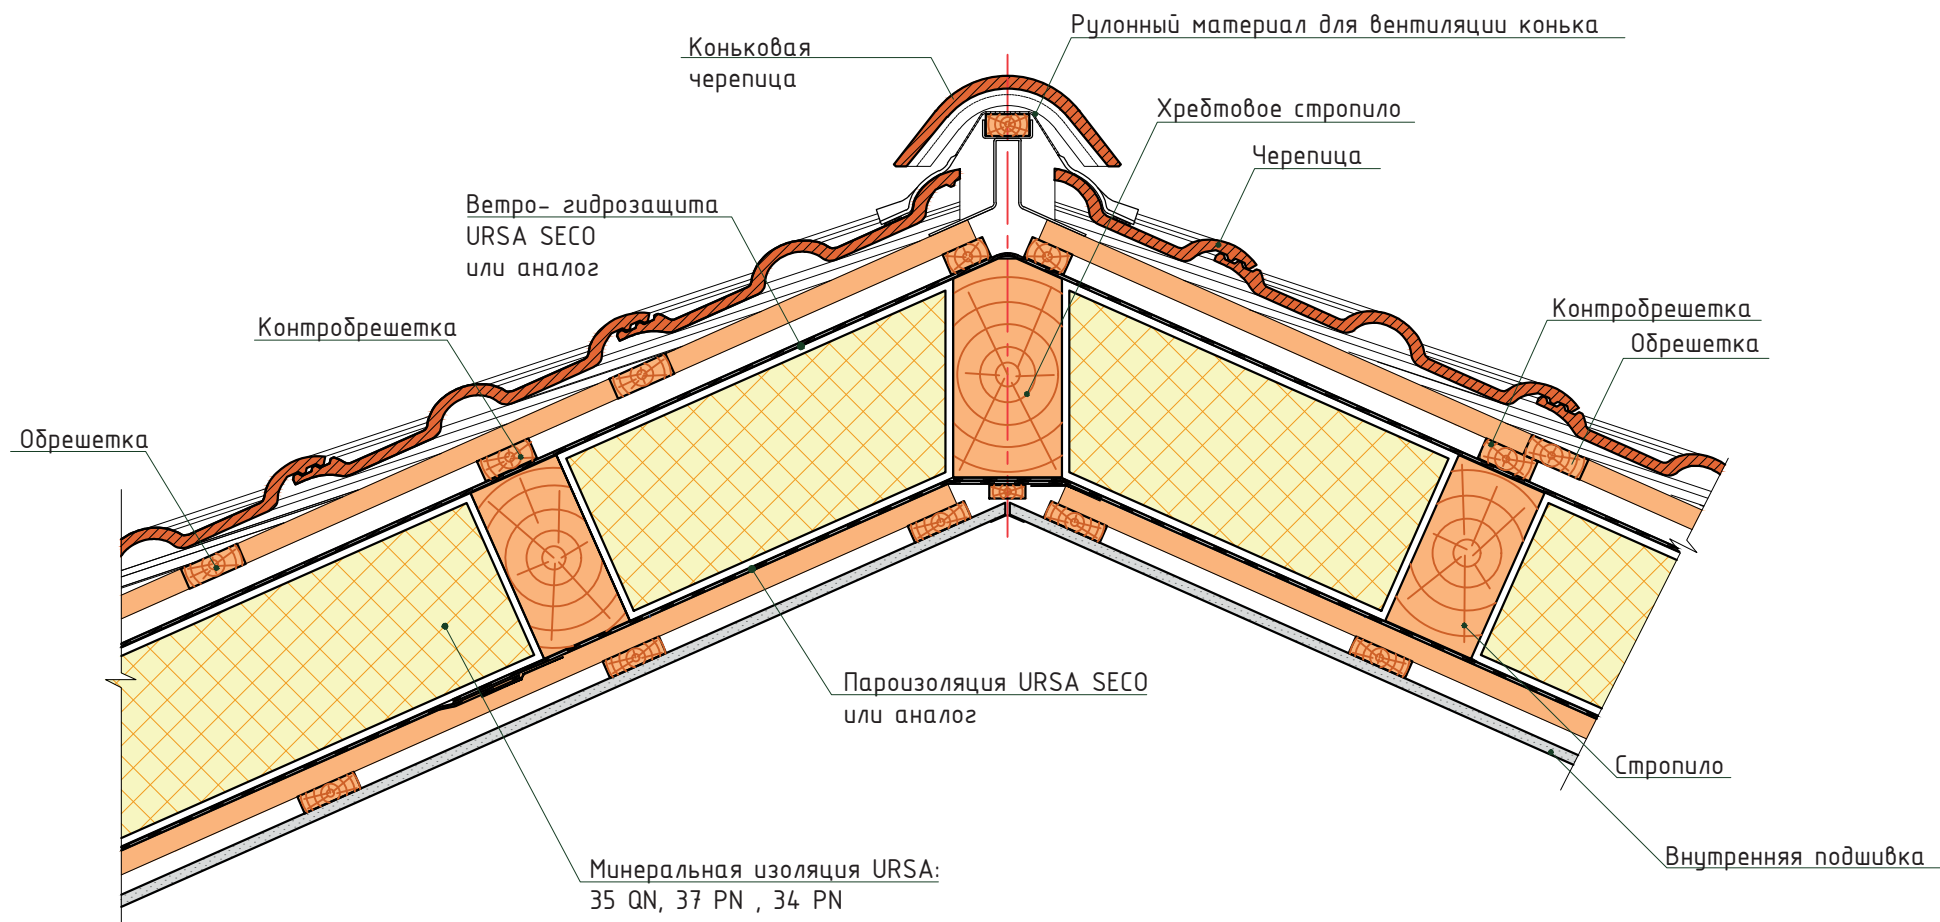 Рулонный материал для вентиляции конька
Коньковая
черепица
Хребтовое стропило
Черепица
Ветро- гидрозащита
URSA SECO
или аналог
Контробрешетка
Контробрешетка
Обрешетка
Обрешетка
Пароизоляция URSA SECO
или аналог
Стропило
Внутренняя подшивка
Минеральная изоляция URSA:
35 QN, 37 PN , 34 PN